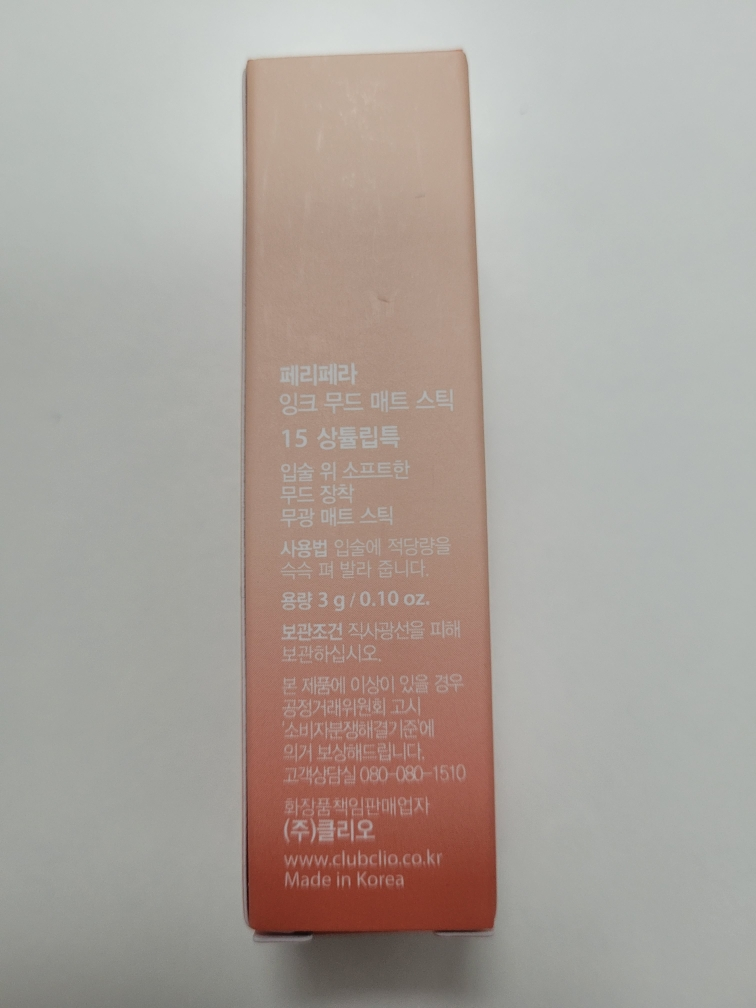 페리페라
잉크 무드 매트 스틱
15 상튤립특
입술 위 소프트한
무드 장착
무광 매트 스틱
사용법 입술에 적당량을
슥슥 펴 발라 줍니다.
용량 3 g / 0.10 oz.
보관조건 직사광선을 피해
보관하십시오.
본 제품에 이상이 있을 경우
공정거래위원회 고시
'소비자분쟁해결기준'에
의거 보상해드립니다.
고객상담실 080-080-1510
화장품책임판매업자
(주)클리오
www.clubclio.co.kr
Made in Korea